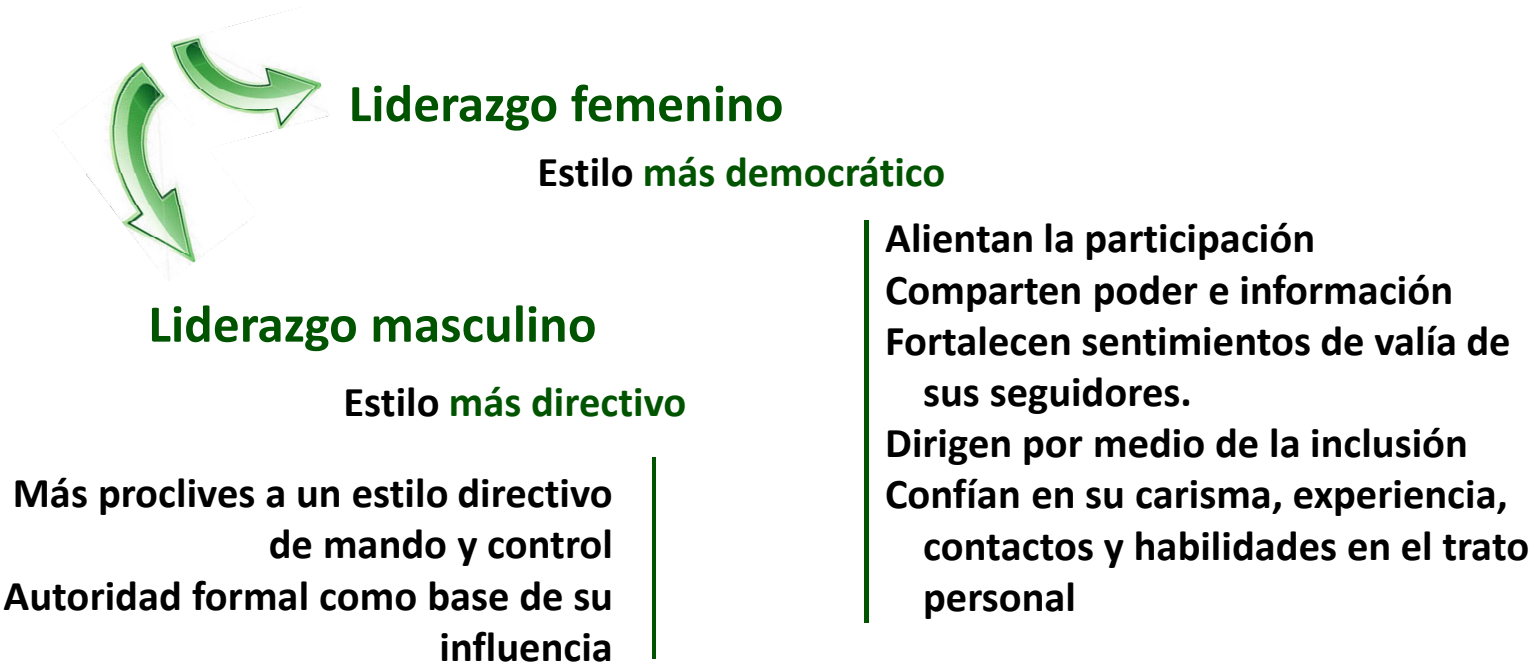 Liderazgo femenino
Estilo más democrático
Alientan la participación
Comparten poder e información
Fortalecen sentimientos de valía de
sus seguidores.
Dirigen por medio de la inclusión
Confían en su carisma, experiencia,
contactos y habilidades en el trato
personal
Liderazgo masculino
Estilo más directivo
Más proclives a un estilo directivo
de mando y control
Autoridad formal como base de su
influencia